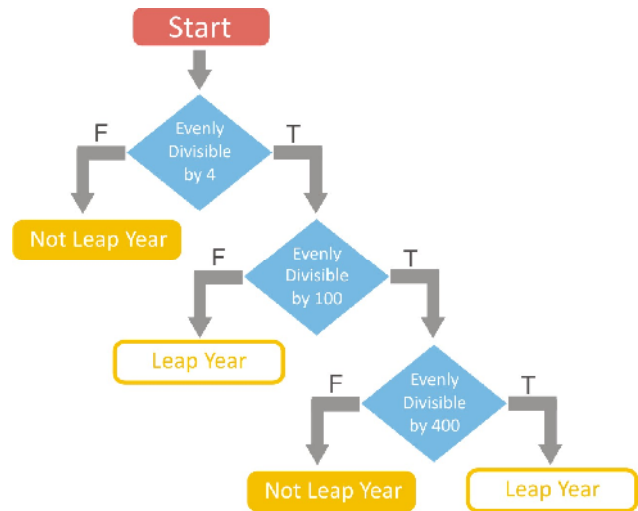 Start
F
T
Evenly
Divisible
by 4
Not Leap Year
F
T
Evenly
Divisible
by 100
Leap Year
F
T
Evenly
Divisible
by 400
Not Leap Year
Leap Year